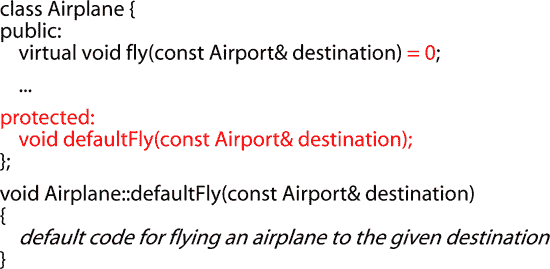 class Airplane {
public:
virtual void fly(const Airport& destination) = 0;
...
protected:
void defaultFly(const Airport& destination);
};
void Airplane::defaultFly(const Airport& destination)
{
default code for flying an airplane to the given destination
}